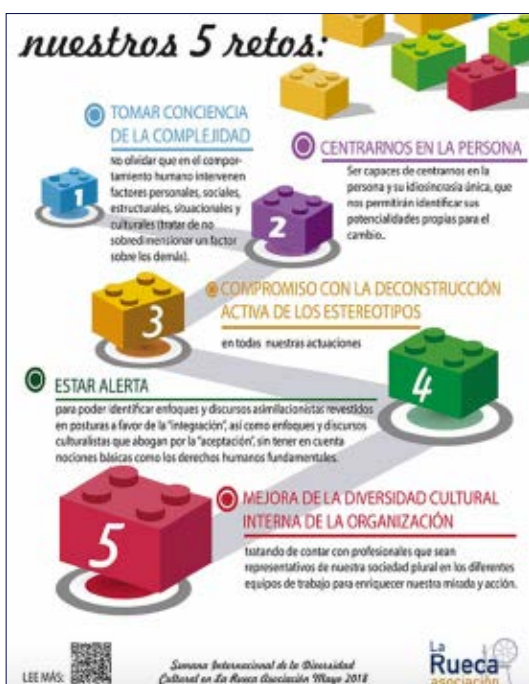 nuestros 5 retos:
TOMAR CONCIENCIA
DE LA COMPLEJIDAD
No olvidar que en el compor-
tamiento humano intervienen
factores personales, sociales,
estructurales, situacionales y
culturales (tratar de no
sobredimensionar un factor
sobre los demás).
1
CENTRARNOS EN LA PERSONA
Ser capaces de centrarnos en la
persona y su idiosincrasia única, que
nos permitirán identificar sus
potencialidades propias para el
cambio..
2
COMPROMISO CON LA DECONSTRUCCIÓN
ACTIVA DE LOS ESTEREOTIPOS
en todas nuestras actuaciones
3
ESTAR ALERTA
para poder identificar enfoques y discursos asimilacionistas revestidos
en posturas a favor de la "integración", así como enfoques y discursos
culturalistas que abogan por la "aceptación", sin tener en cuenta
nociones básicas como los derechos humanos fundamentales.
4
MEJORA DE LA DIVERSIDAD CULTURAL
INTERNA DE LA ORGANIZACIÓN
tratando de contar con profesionales que sean
representativos de nuestra sociedad plural en los diferentes
equipos de trabajo para enriquecer nuestra mirada y acción.
5
LEE MÁS:
Semana Internacional de la Diversidad
Cultural en La Rueca Asociación Mayo 2018
La
Rueca
asociación